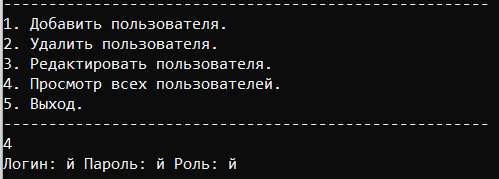 ------------------------------------------------------
1. Добавить пользователя.
2. Удалить пользователя.
3. Редактировать пользователя.
4. Просмотр всех пользователей.
5. Выход.
------------------------------------------------------
4
Логин: й Пароль: й Роль: й